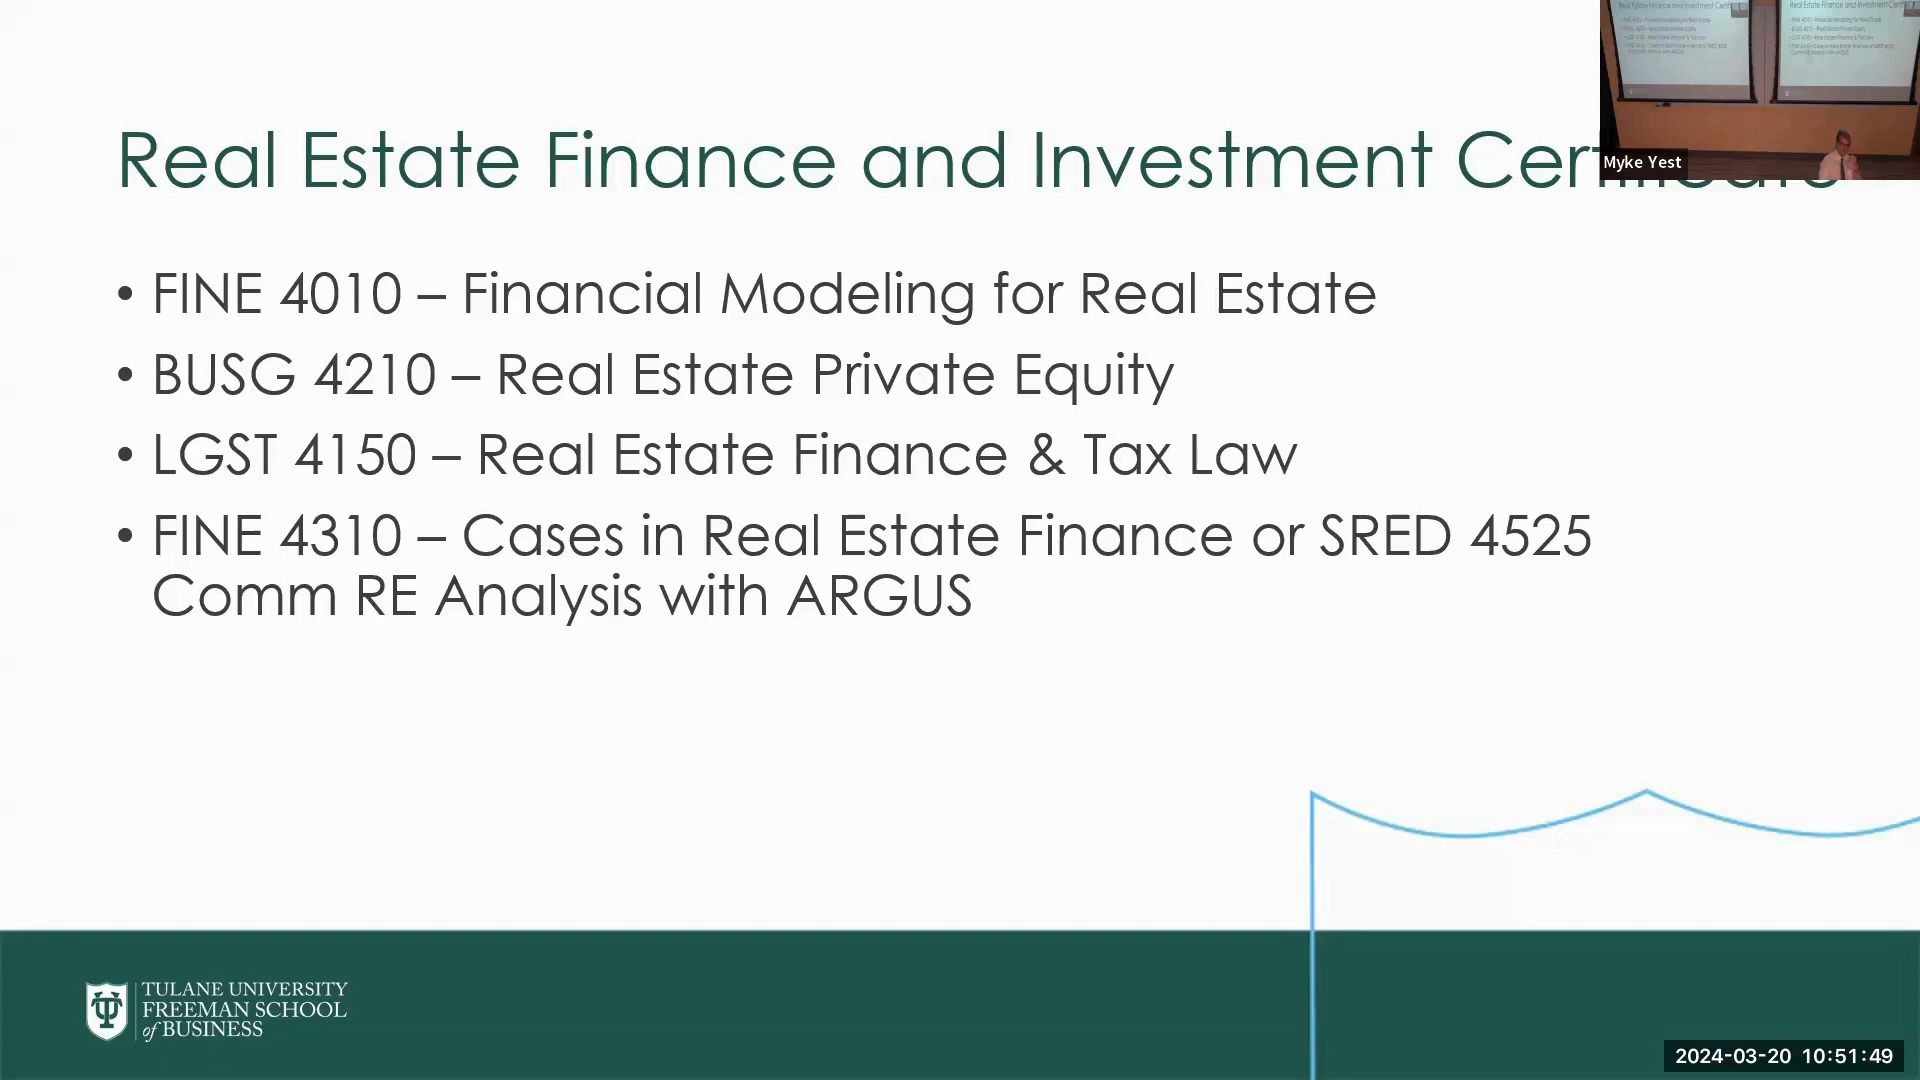 Real Estate Finance and Investment Certificate
• FINE 4010 – Financial Modeling for Real Estate
• BUSG 4210 – Real Estate Private Equity
• LGST 4150 – Real Estate Finance & Tax Law
• FINE 4310 – Cases in Real Estate Finance or SRED 4525
Comm RE Analysis with ARGUS
Myke Yest
TULANE UNIVERSITY
FREEMAN SCHOOL
of BUSINESS
2024-03-20 10:51:49